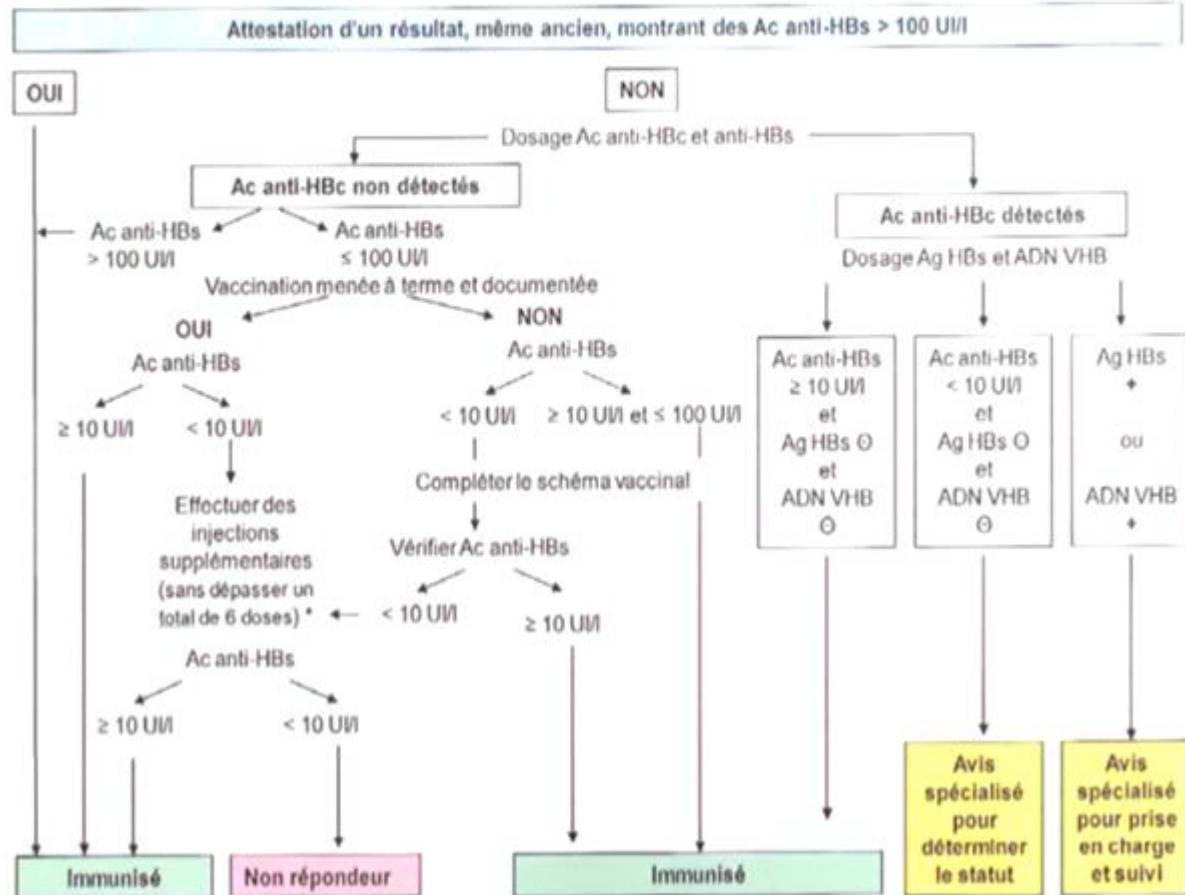 Attestation d'un résultat, même ancien, montrant des Ac anti-HBs > 100 UI/l
OUI
NON
Dosage Ac anti-HBc et anti-HBs
Ac anti-HBc non détectés
Ac anti-HBs
> 100 UI/l
Ac anti-HBs
≤ 100 UI/l
Vaccination menée à terme et documentée
OUI
Ac anti-HBs
≥ 10 UI/l
< 10 UI/l
Effectuer des
injections
supplémentaires
(sans dépasser un
total de 6 doses) *
Ac anti-HBs
≥ 10 UI/l
< 10 UI/l
NON
Ac anti-HBs
< 10 UI/l
≥ 10 UI/l et ≤ 100 UI/l
Compléter le schéma vaccinal
Vérifier Ac anti-HBs
< 10 UI/l
≥ 10 UI/l
Ac anti-HBc détectés
Dosage Ag HBs et ADN VHB
Ac anti-HBs
≥ 10 UI/l
et
Ag HBs Θ
et
ADN VHB
Θ
Ac anti-HBs
< 10 UI/l
et
Ag HBs Θ
et
ADN VHB
Θ
Ag HBs
+
ou
ADN VHB
+
Immunisé
Non répondeur
Immunisé
Avis
spécialisé
pour
déterminer
le statut
Avis
spécialisé
pour prise
en charge
et suivi